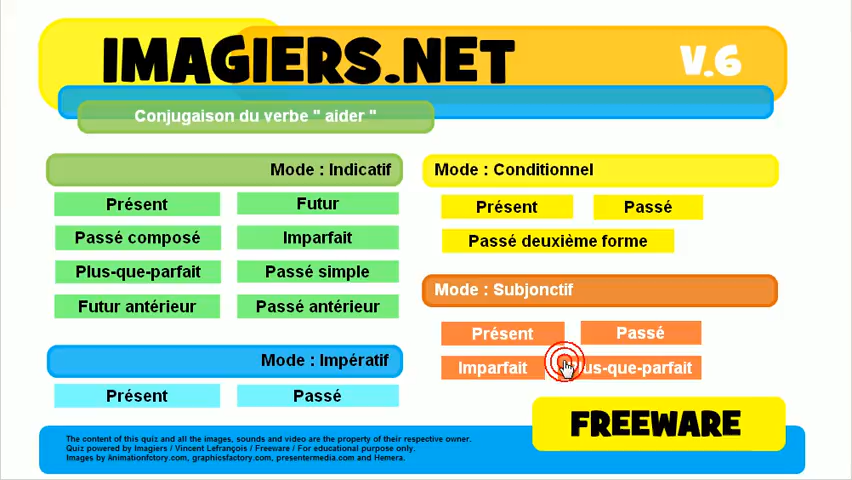 IMAGIERS.NET
V.6
Conjugaison du verbe " aider "
Mode : Indicatif
Présent Futur
Passé composé Imparfait
Plus-que-parfait Passé simple
Futur antérieur Passé antérieur
Mode : Impératif
Présent Passé
Mode : Conditionnel
Présent Passé
Passé deuxième forme
Mode : Subjonctif
Présent Passé
Imparfait Plus-que-parfait
FREEWARE
The content of this quiz and all the images, sounds and video are the property of their respective owner.
Quiz powered by Imagiers / Vincent Lefrançois / Freeware / For educational purpose only.
Images by Animationfctory.com, graphicsfactory.com, presentermedia.com and Hemera.